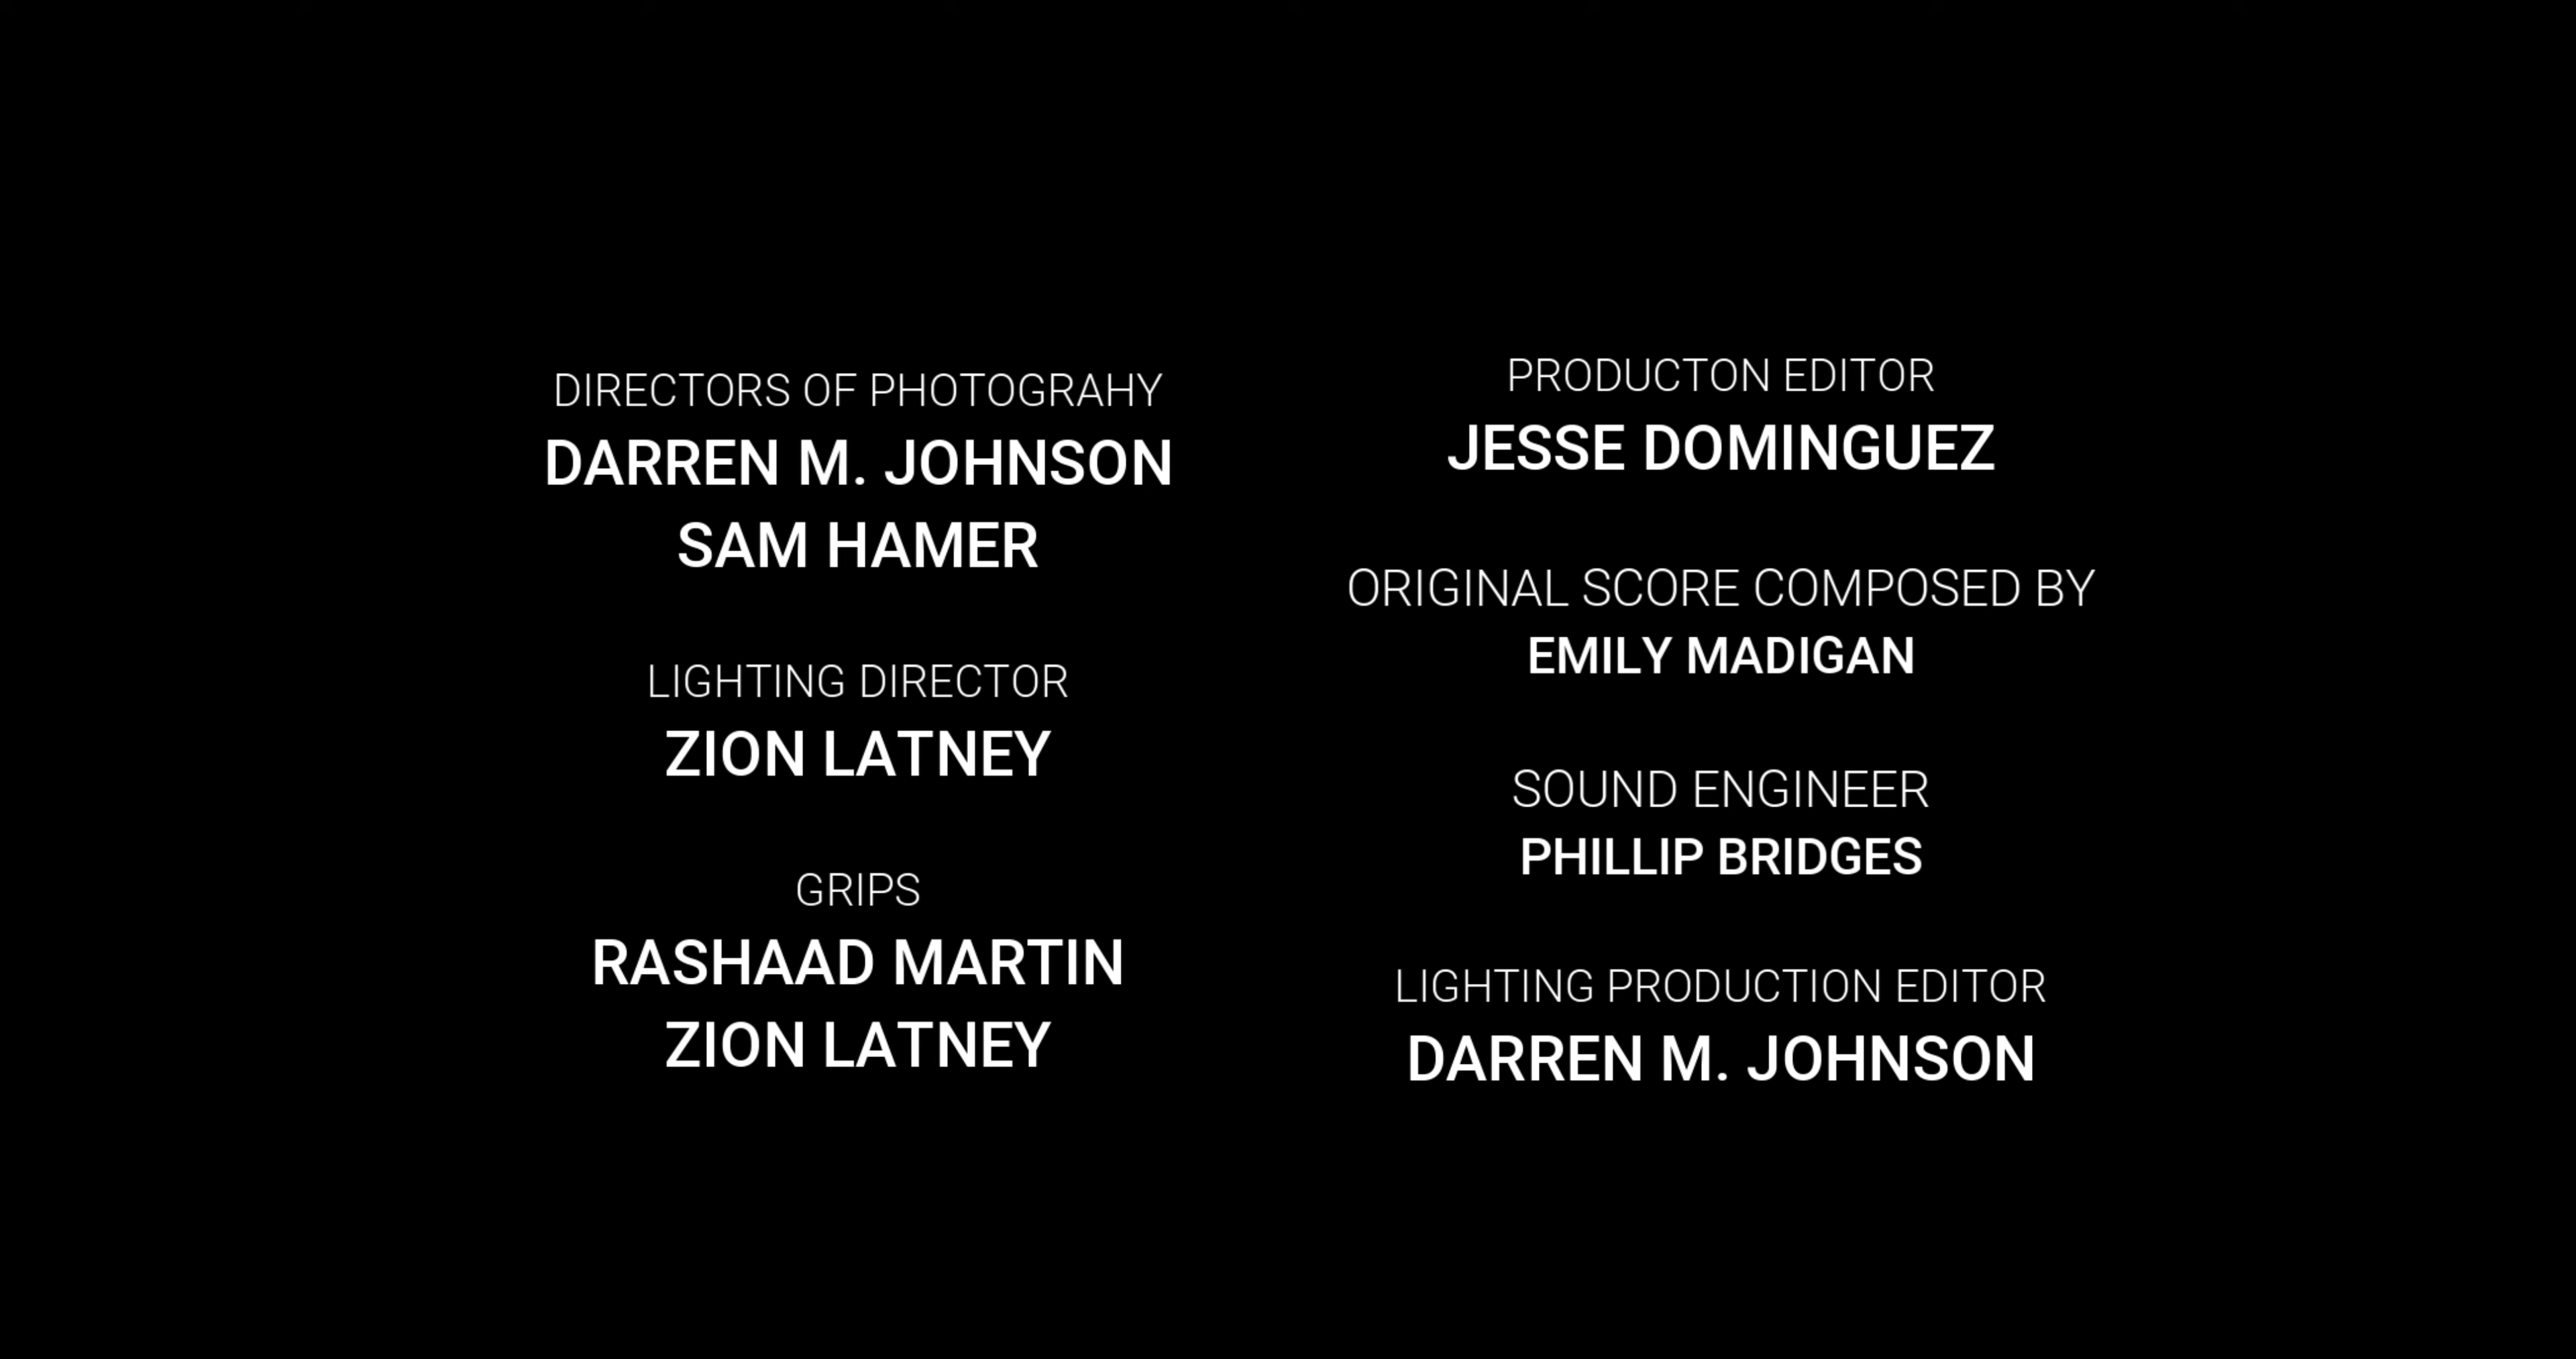 DIRECTORS OF PHOTOGRAHY
DARREN M. JOHNSON
SAM HAMER
LIGHTING DIRECTOR
ZION LATNEY
GRIPS
RASHAAD MARTIN
ZION LATNEY
PRODUCTON EDITOR
JESSE DOMINGUEZ
ORIGINAL SCORE COMPOSED BY
EMILY MADIGAN
SOUND ENGINEER
PHILLIP BRIDGES
LIGHTING PRODUCTION EDITOR
DARREN M. JOHNSON